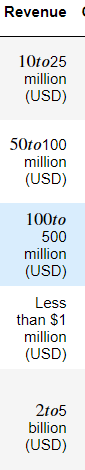 Revenue
10to25
million
(USD)
50to100
million
(USD)
100to
500
million
(USD)
Less
than $1
million
(USD)
2to5
billion
(USD)